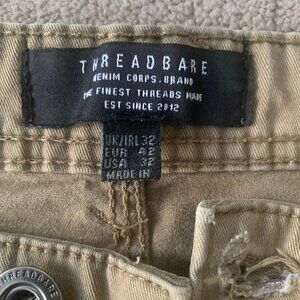 THREADBARE
DENIM CORPS.BRAND
THE FINEST THREADS MADE
EST SINCE 2012
UK/IRL 32
EUR 42
USA 32
MADE IN
THREADBARE